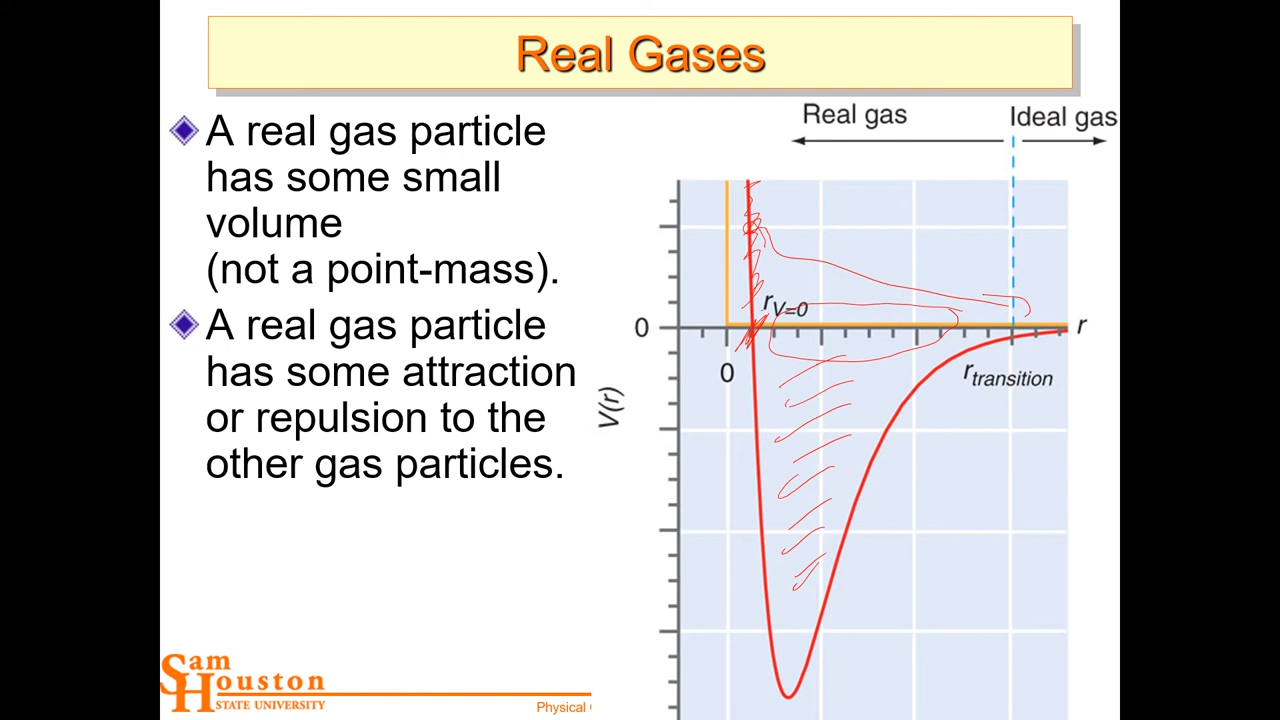 Real Gases
A real gas particle
has some small
volume
(not a point-mass).
A real gas particle
has some attraction
or repulsion to the
other gas particles.
Real gas
Ideal gas
rV=0
0
r
0
rtransition
V(r)
Sam
Houston
STATE UNIVERSITY
Physical